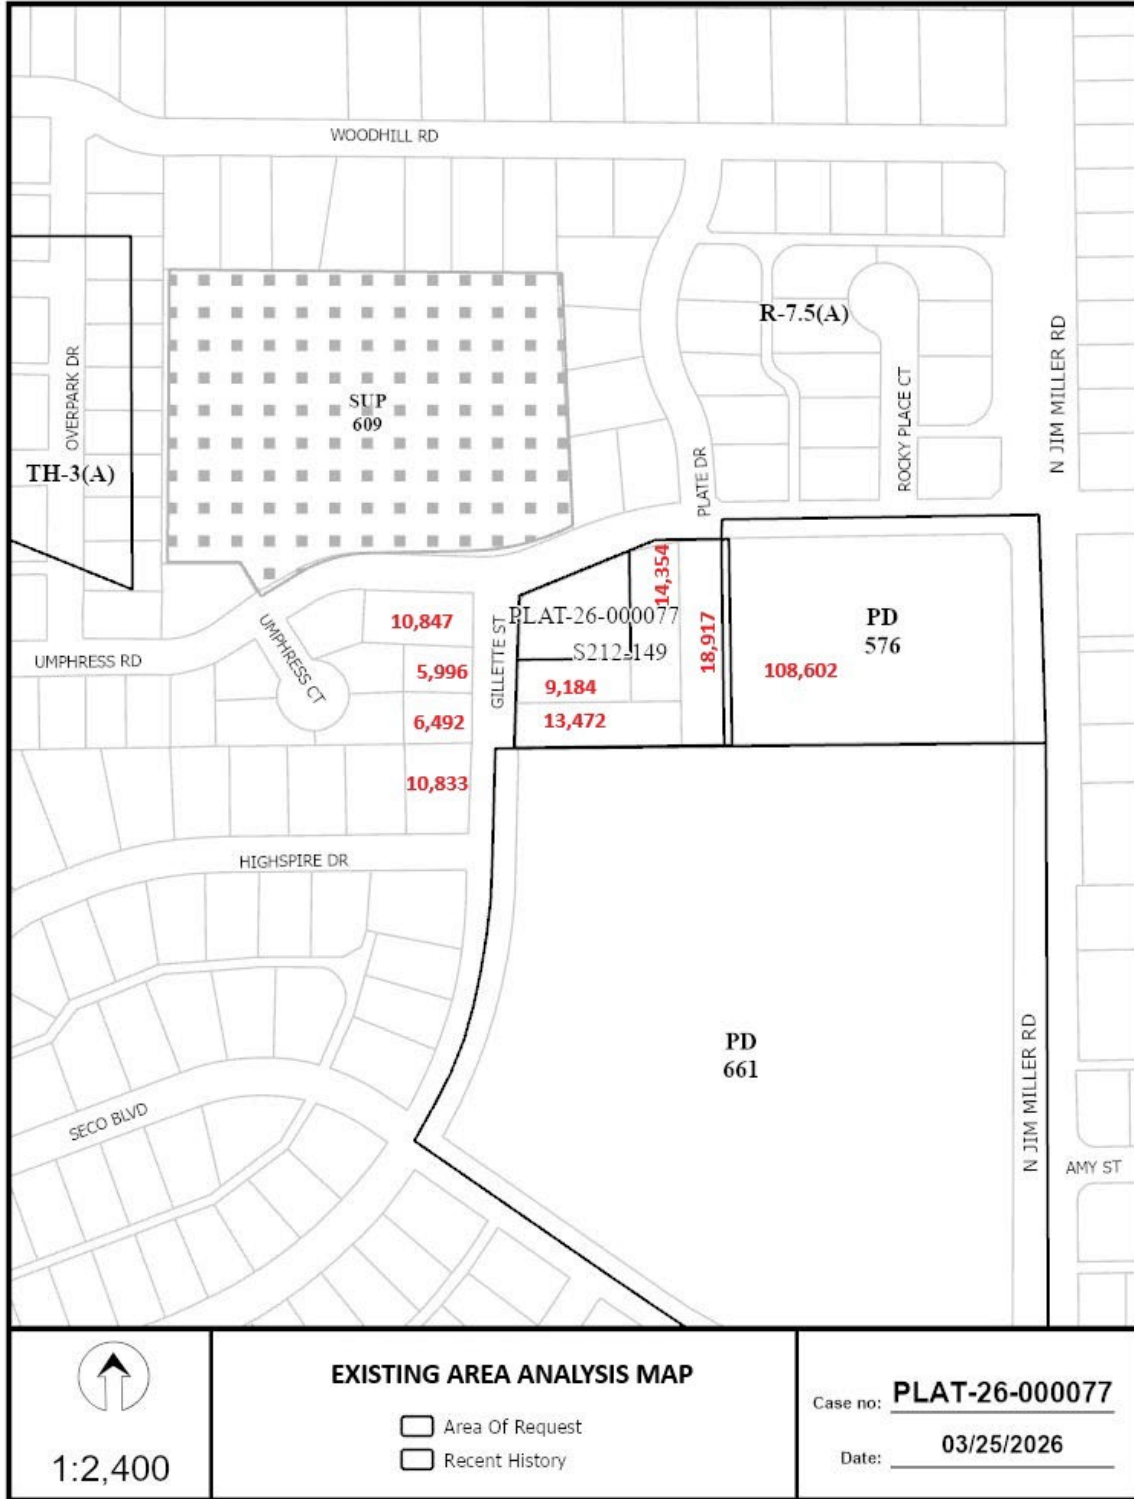 WOODHILL RD
R-7.5(A)
N JIM MILLER RD
OVERPARK DR
ROCKY PLACE CT
SUP
609
TH-3(A)
PLATE DR
14,354
PLAT-26-000077
10,847
UMPHRESS CT
GILLETTE ST
18,917
PD
576
S212-149
UMPHRESS RD
5,996
9,184
108,602
6,492
13,472
10,833
HIGHSPIRE DR
PD
661
N JIM MILLER RD
SECO BLVD
AMY ST
1:2,400
EXISTING AREA ANALYSIS MAP
Area Of Request
Recent History
Case no: PLAT-26-000077
Date: 03/25/2026